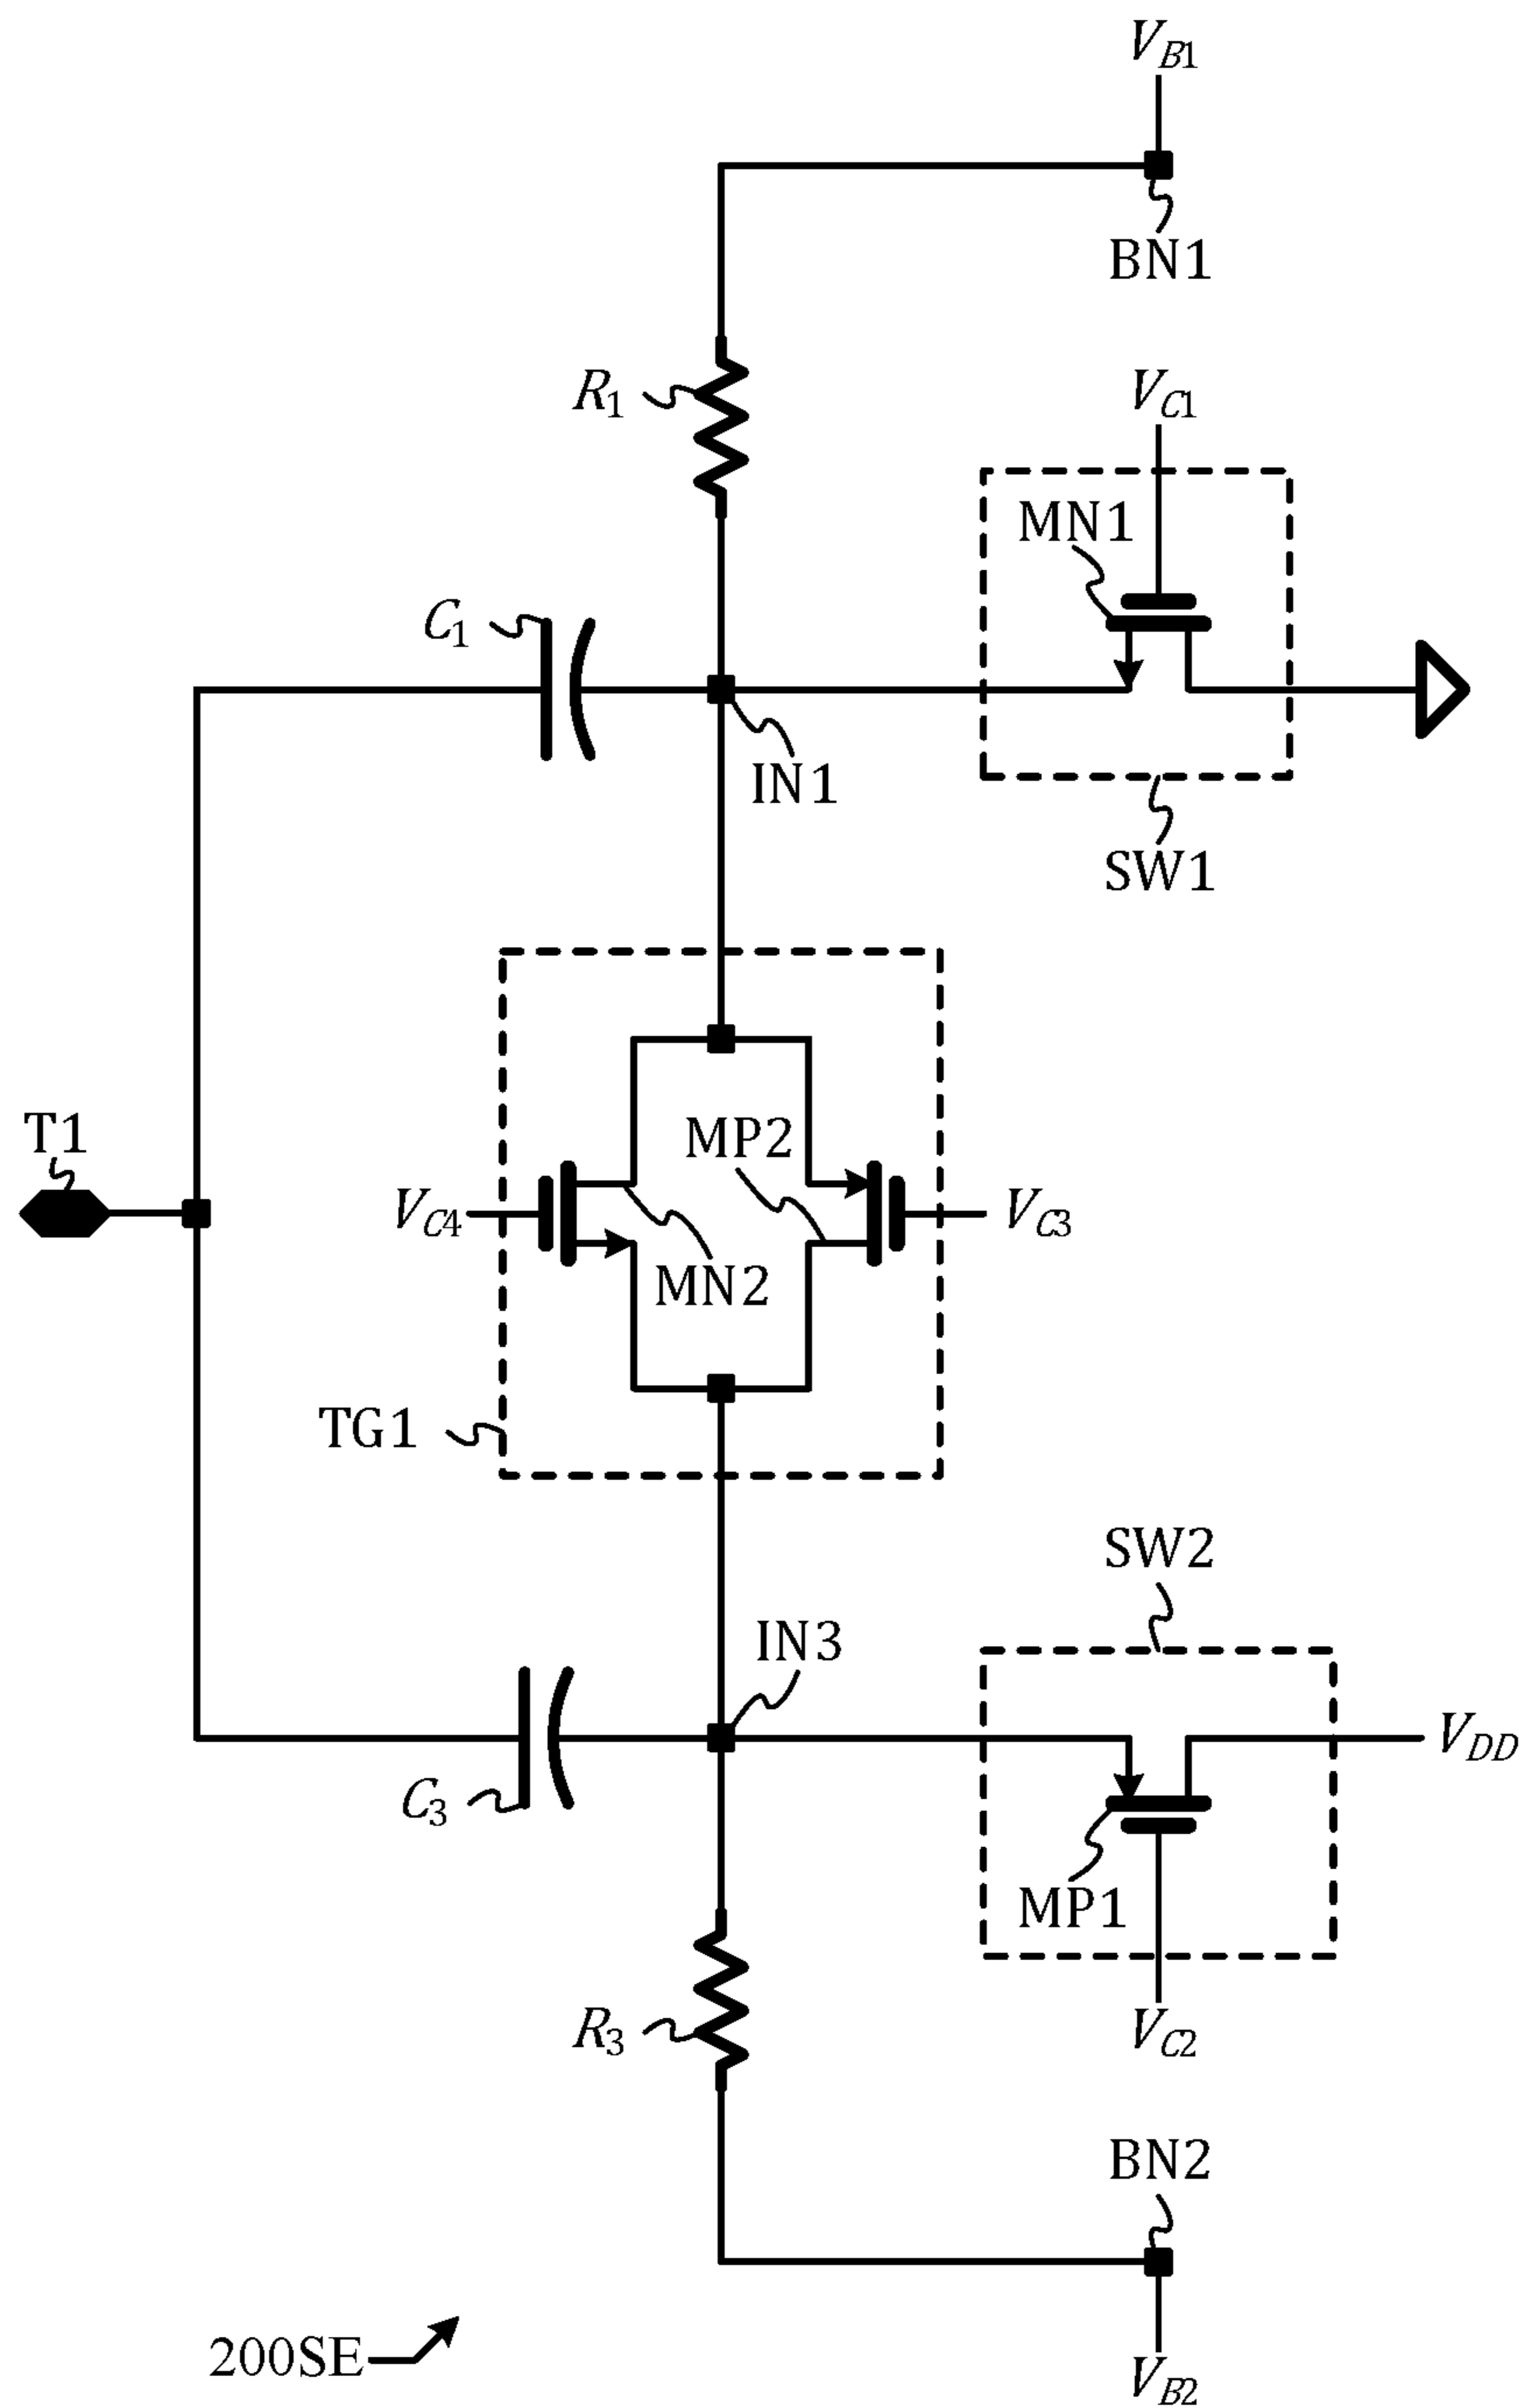 V_B1
BN1
R_1
V_C1
MN1
C_1
IN1
SW1
T1
MP2
V_C4
V_C3
MN2
TG1
SW2
IN3
V_DD
C_3
MP1
R_3
V_C2
BN2
200SE
V_B2